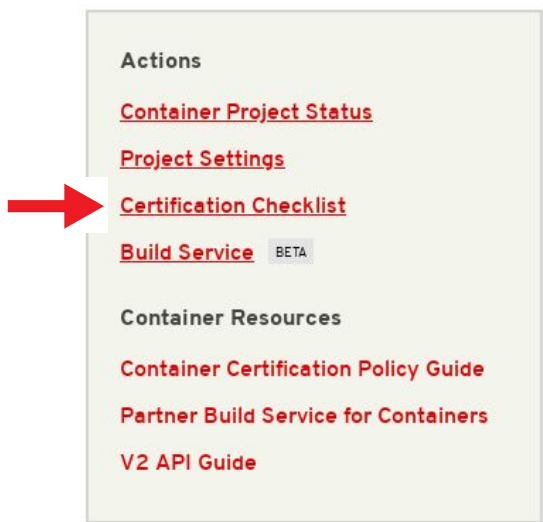 Actions
Container Project Status
Project Settings
Certification Checklist
Build Service BETA
Container Resources
Container Certification Policy Guide
Partner Build Service for Containers
V2 API Guide